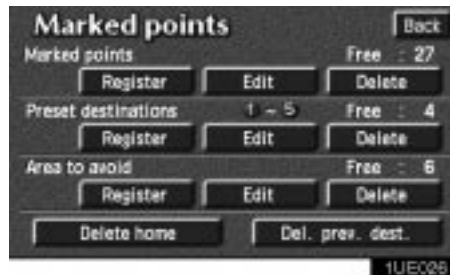 Marked points Back
Marked points Free : 27
Register Edit Delete
Preset destinations 1 ~ 5 Free : 4
Register Edit Delete
Area to avoid Free : 6
Register Edit Delete
Delete home Del. prev. dest.
1UE026